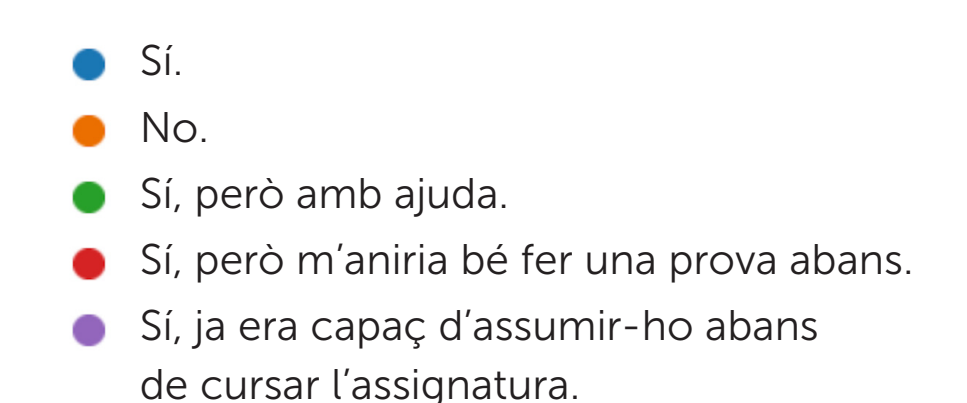 Sí.
No.
Sí, però amb ajuda.
Sí, però m’aniria bé fer una prova abans.
Sí, ja era capaç d’assumir-ho abans
de cursar l’assignatura.